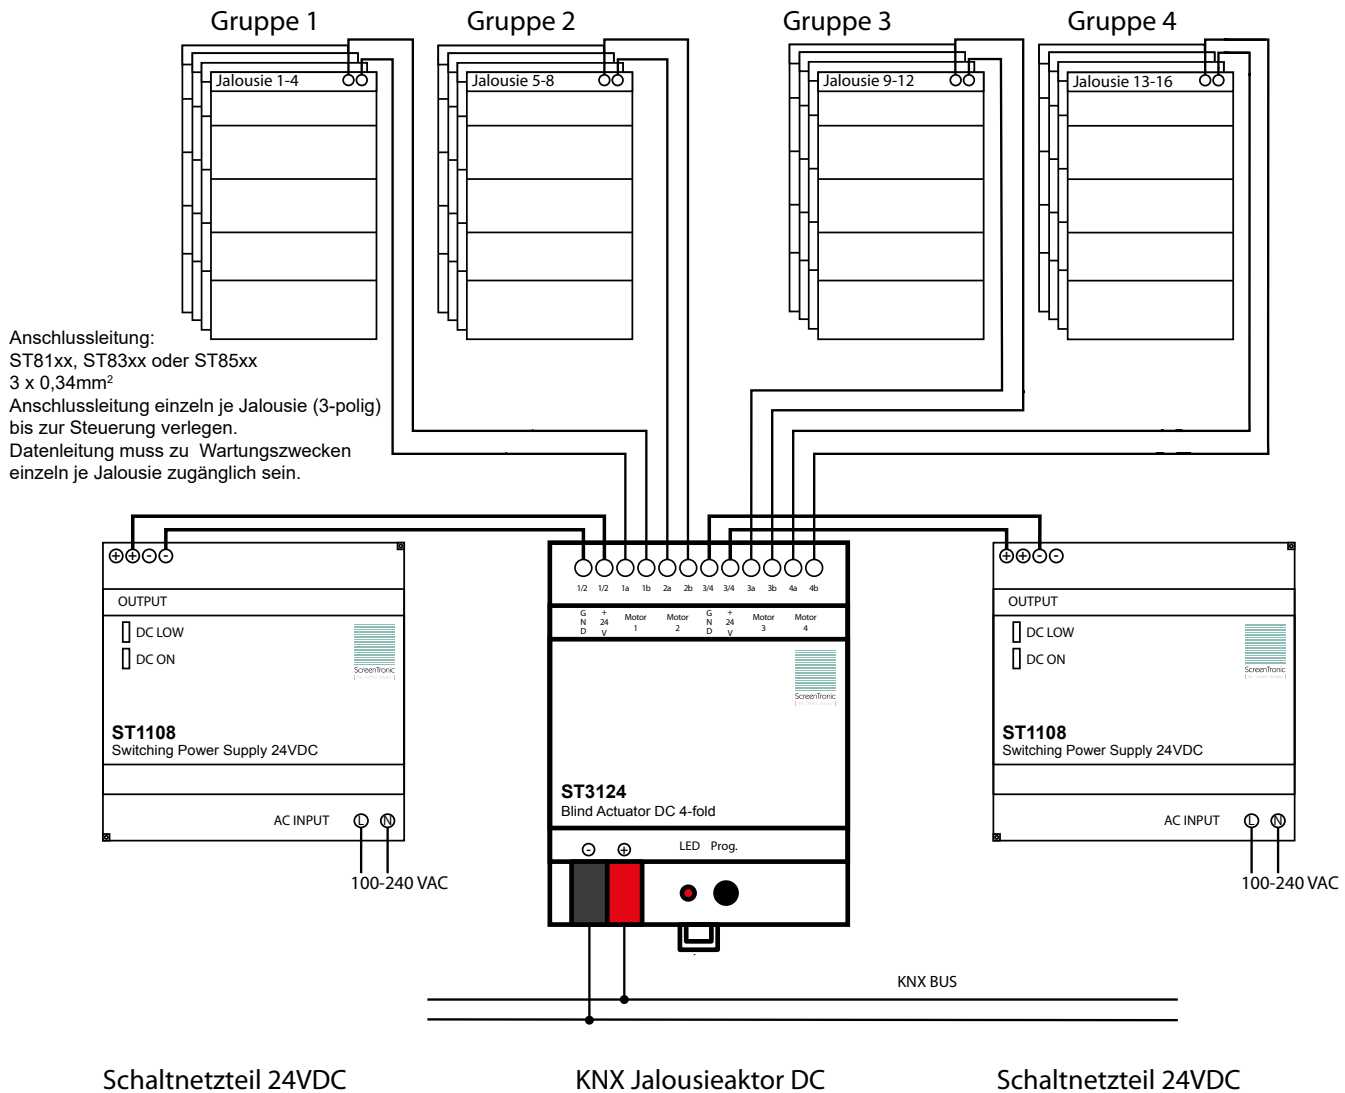 Gruppe 1
Gruppe 2
Gruppe 3
Gruppe 4
Jalousie 1-4
Jalousie 5-8
Jalousie 9-12
Jalousie 13-16
Anschlussleitung:
ST81xx, ST83xx oder ST85xx
3 x 0,34mm²
Anschlussleitung einzeln je Jalousie (3-polig)
bis zur Steuerung verlegen.
Datenleitung muss zu Wartungszwecken
einzeln je Jalousie zugänglich sein.
+ + - -
OUTPUT
DC LOW
DC ON
ScreenTronic
ST1108
Switching Power Supply 24VDC
AC INPUT
L N
100-240 VAC
1/2 1/2 1a 1b 2a 2b 3/4 3/4 3a 3b 4a 4b
GND
+ 24 V
Motor 1
Motor 2
GND
+ 24 V
Motor 3
Motor 4
ScreenTronic
ST3124
Blind Actuator DC 4-fold
- +
LED Prog.
+ + - -
OUTPUT
DC LOW
DC ON
ScreenTronic
ST1108
Switching Power Supply 24VDC
AC INPUT
L N
100-240 VAC
KNX BUS
Schaltnetzteil 24VDC
KNX Jalousieaktor DC
Schaltnetzteil 24VDC